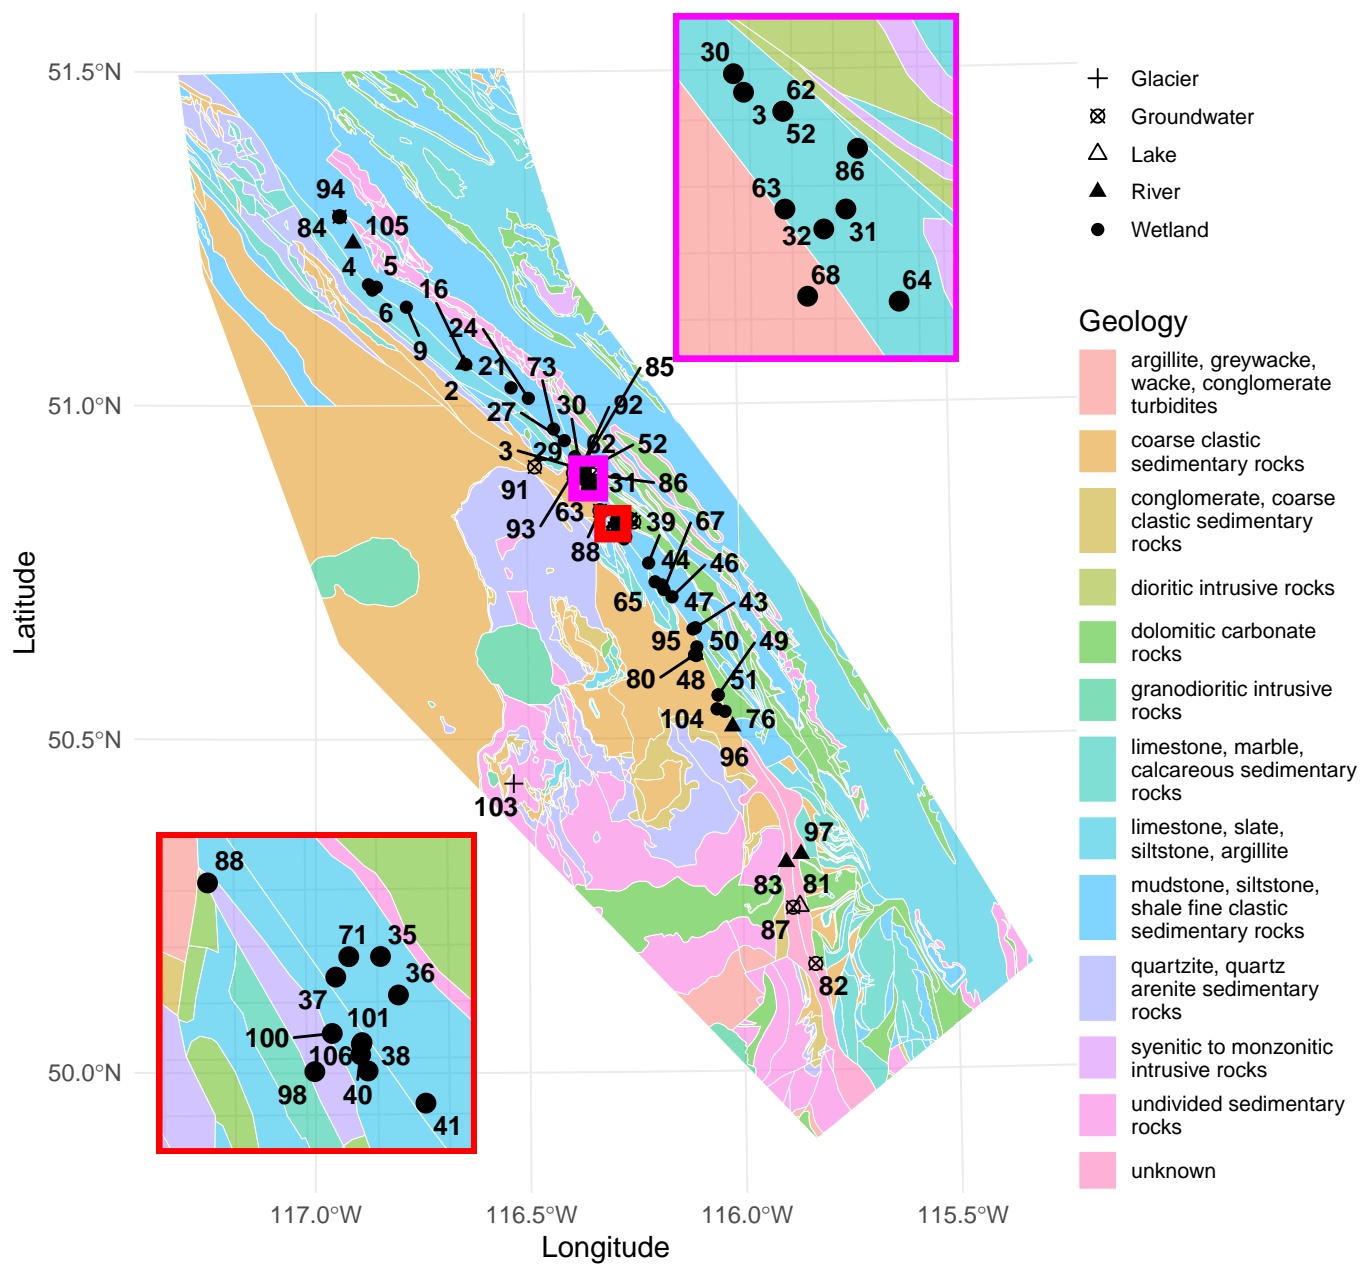 51.5°N
51.0°N
50.5°N
50.0°N
Latitude
117.0°W
116.5°W
116.0°W
115.5°W
Longitude
94
84
105
4
5
6
16
9
24
2
21
73
85
27
30
92
3
29
62
52
91
31
86
93
63
88
39
67
44
46
65
47
43
95
50
49
80
48
51
104
76
96
103
97
83
81
87
82
30
62
3
52
86
63
32
31
68
64
88
71
35
36
37
101
100
106
38
98
40
41
Glacier
Groundwater
Lake
River
Wetland
Geology
argillite, greywacke,
wacke, conglomerate
turbidites
coarse clastic
sedimentary rocks
conglomerate, coarse
clastic sedimentary
rocks
dioritic intrusive rocks
dolomitic carbonate
rocks
granodioritic intrusive
rocks
limestone, marble,
calcareous sedimentary
rocks
limestone, slate,
siltstone, argillite
mudstone, siltstone,
shale fine clastic
sedimentary rocks
quartzite, quartz
arenite sedimentary
rocks
syenitic to monzonitic
intrusive rocks
undivided sedimentary
rocks
unknown